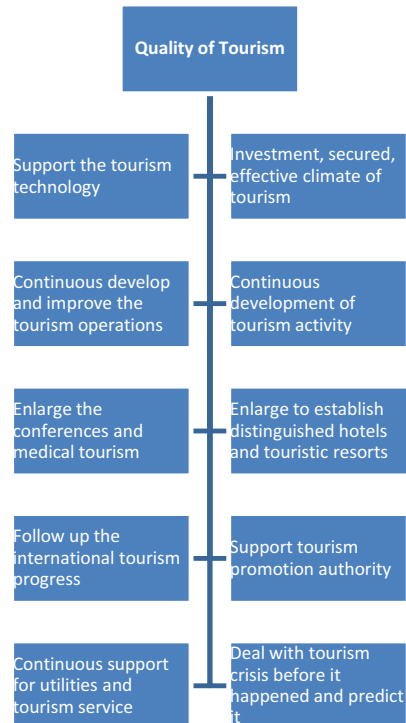 Quality of Tourism
Support the tourism
technology
Investment, secured,
effective climate of
tourism
Continuous develop
and improve the
tourism operations
Continuous
development of
tourism activity
Enlarge the
conferences and
medical tourism
Enlarge to establish
distinguished hotels
and touristic resorts
Follow up the
international tourism
progress
Support tourism
promotion authority
Continuous support
for utilities and
tourism service
Deal with tourism
crisis before it
happened and predict
it